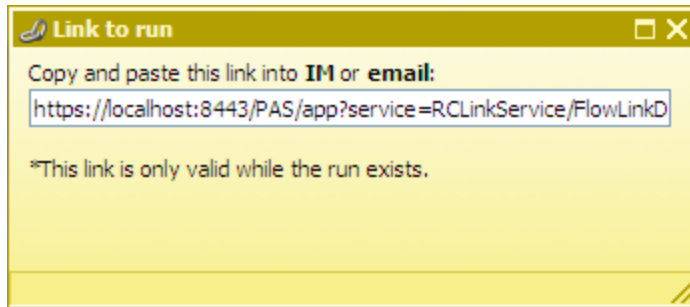 Link to run
Copy and paste this link into IM or email:
https://localhost:8443/PAS/app?service=RCLinkService/FlowLinkD
*This link is only valid while the run exists.